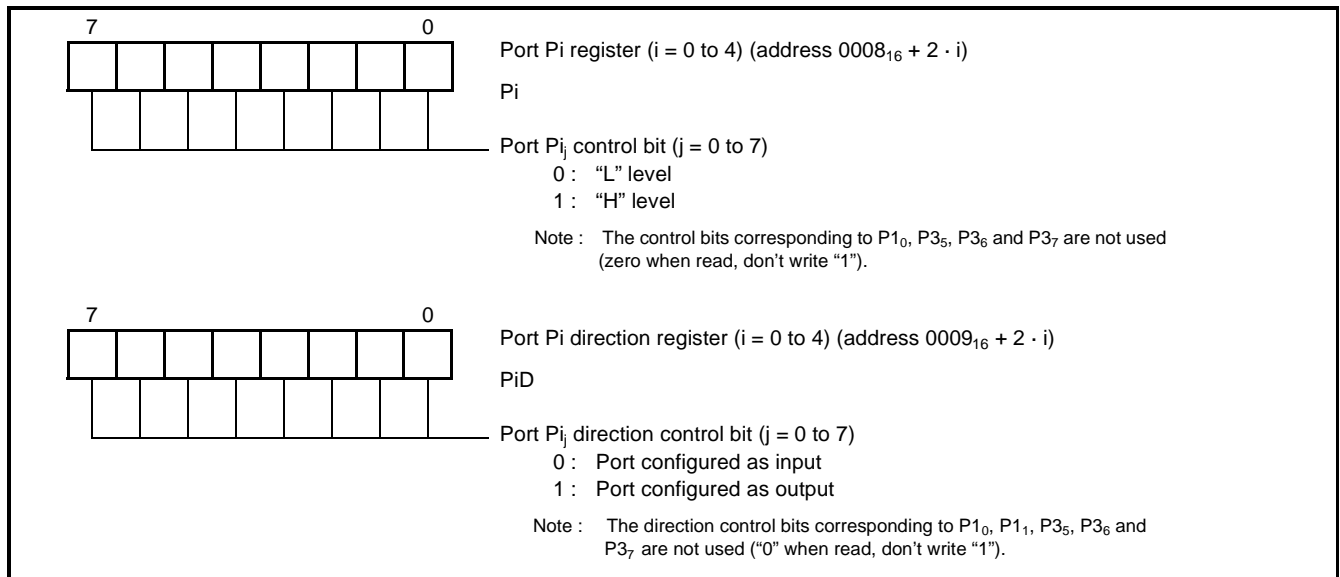 7 0
Port Pi register (i = 0 to 4) (address 0008₁₆ + 2 · i)
Pi
Port Piⱼ control bit (j = 0 to 7)
0 : “L” level
1 : “H” level
Note : The control bits corresponding to P1₀, P3₅, P3₆ and P3₇ are not used
(zero when read, don’t write “1”).
7 0
Port Pi direction register (i = 0 to 4) (address 0009₁₆ + 2 · i)
PiD
Port Piⱼ direction control bit (j = 0 to 7)
0 : Port configured as input
1 : Port configured as output
Note : The direction control bits corresponding to P1₀, P1₁, P3₅, P3₆ and
P3₇ are not used (“0” when read, don’t write “1”).